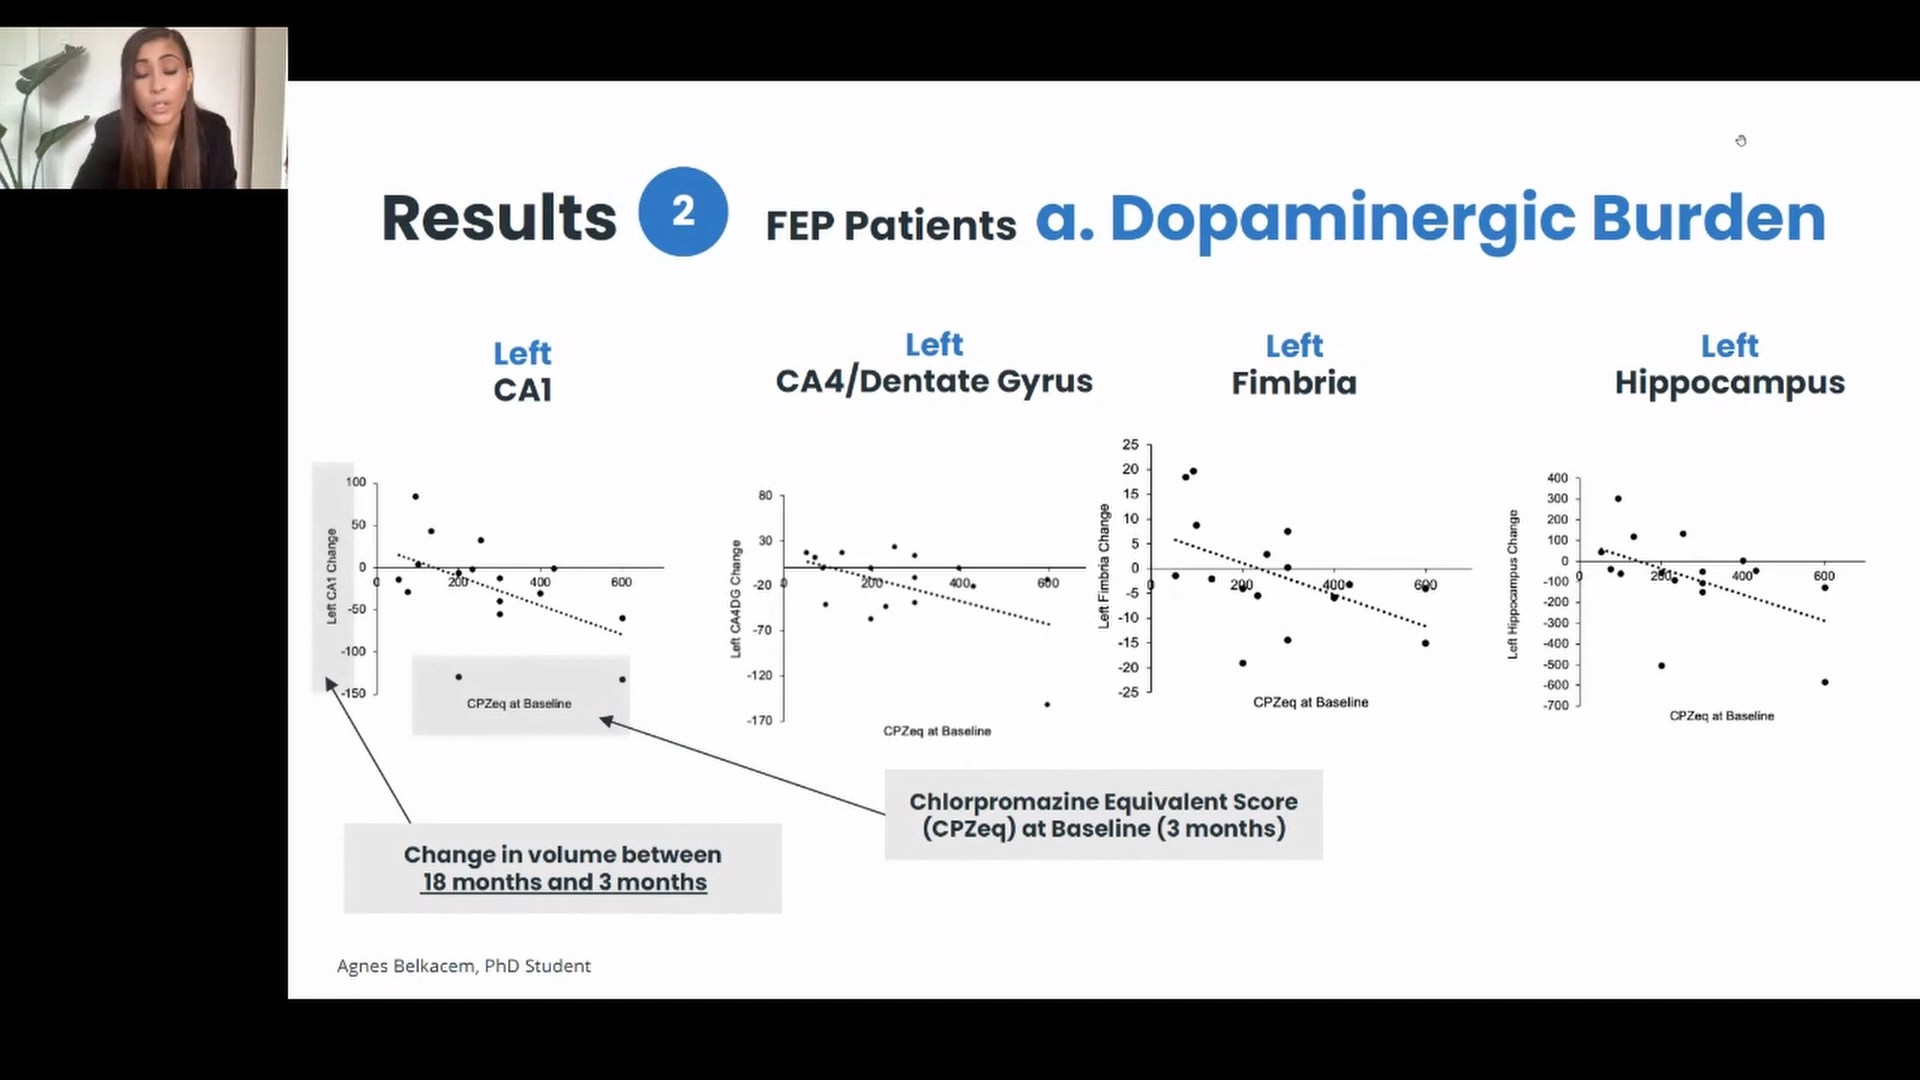 Results 2 FEP Patients a. Dopaminergic Burden
Left
CA1
Left
CA4/Dentate Gyrus
Left
Fimbria
Left
Hippocampus
Left CA1 Change
100
50
0
-50
-100
-150
0 200 400 600
CPZeq at Baseline
Left CA4DG Change
80
30
-20
-70
-120
-170
0 200 400 600
CPZeq at Baseline
Left Fimbria Change
25
20
15
10
5
0
-5
-10
-15
-20
-25
0 200 400 600
CPZeq at Baseline
Left Hippocampus Change
400
300
200
100
0
-100
-200
-300
-400
-500
-600
-700
0 200 400 600
CPZeq at Baseline
Chlorpromazine Equivalent Score
(CPZeq) at Baseline (3 months)
Change in volume between
18 months and 3 months
Agnes Belkacem, PhD Student